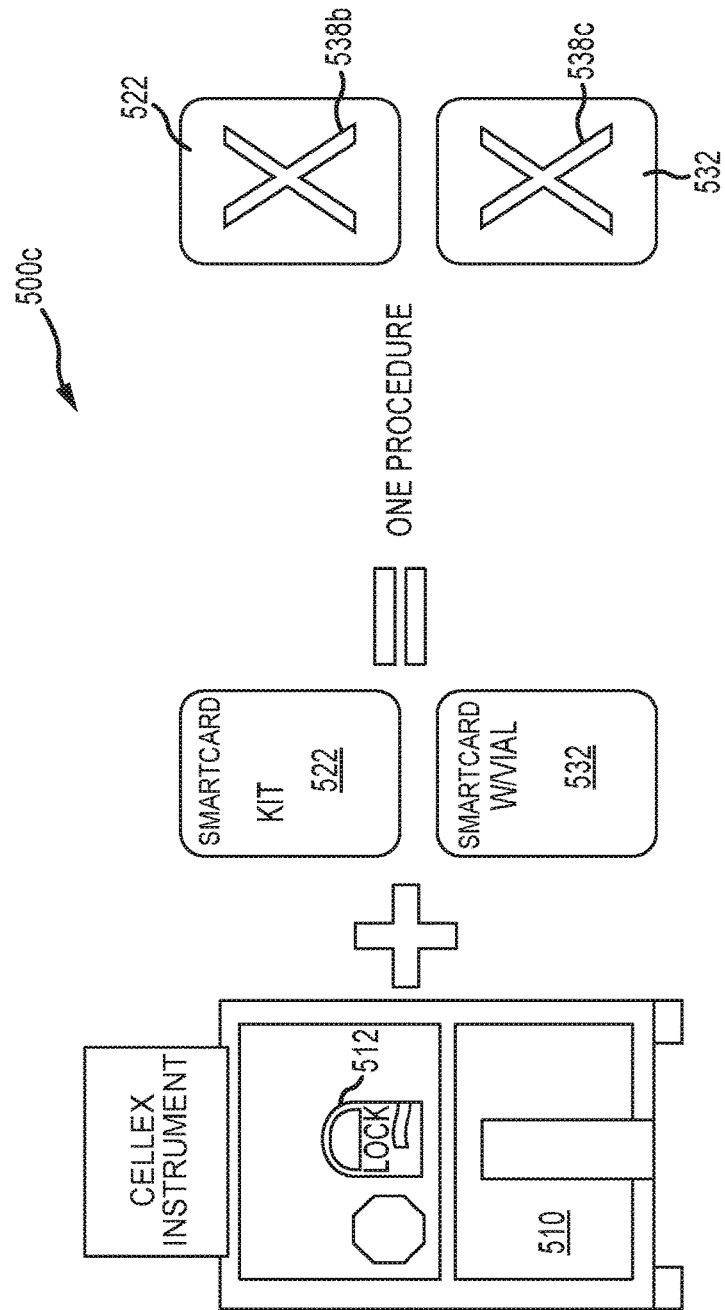 500c
CELLEX
INSTRUMENT
LOCK
512
510
SMARTCARD
KIT
522
SMARTCARD
W/VIAL
532
ONE PROCEDURE
522
538b
538c
532